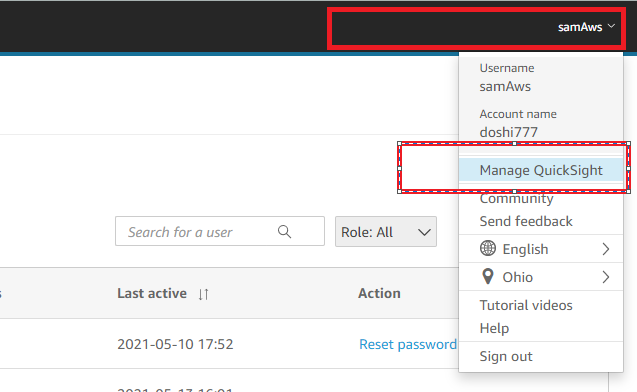 samAws
Username
samAws
Account name
doshi777
Manage QuickSight
Community
Send feedback
Search for a user
Role: All
English
Ohio
s
Last active
Action
Tutorial videos
Help
2021-05-10 17:52
Reset password
Sign out